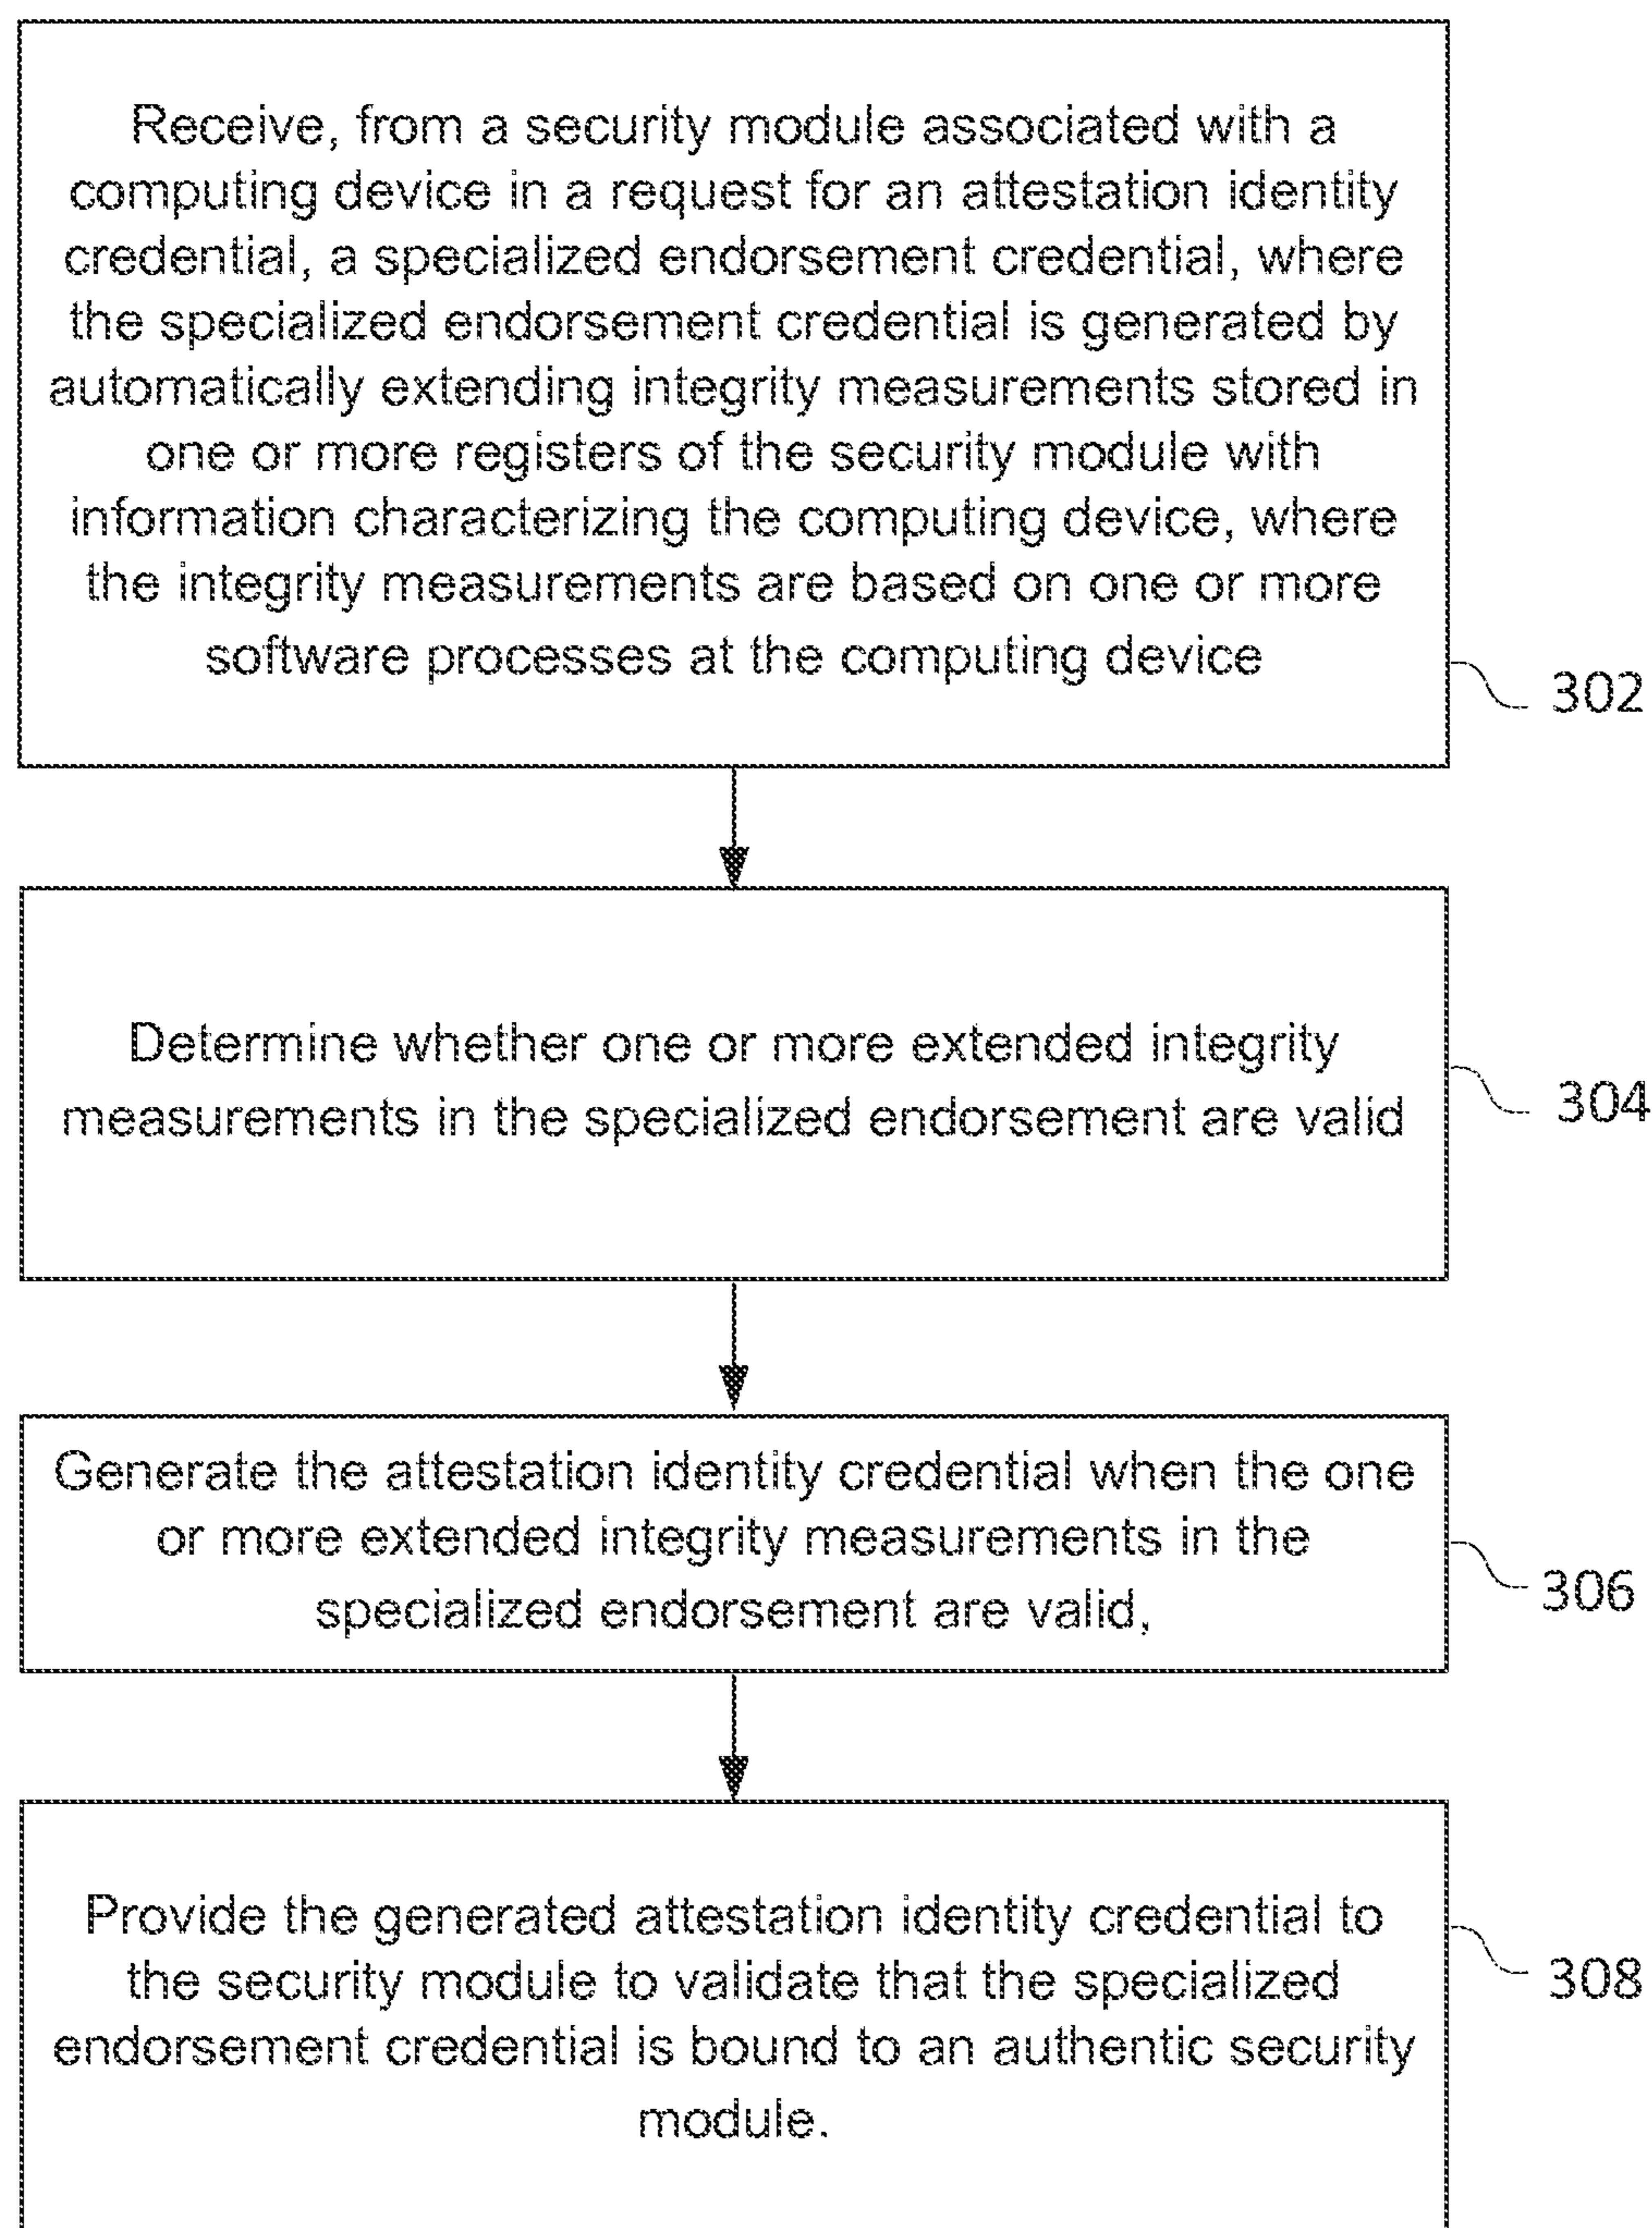 Receive, from a security module associated with a
computing device in a request for an attestation identity
credential, a specialized endorsement credential, where
the specialized endorsement credential is generated by
automatically extending integrity measurements stored in
one or more registers of the security module with
information characterizing the computing device, where
the integrity measurements are based on one or more
software processes at the computing device
302
Determine whether one or more extended integrity
measurements in the specialized endorsement are valid
304
Generate the attestation identity credential when the one
or more extended integrity measurements in the
specialized endorsement are valid,
306
Provide the generated attestation identity credential to
the security module to validate that the specialized
endorsement credential is bound to an authentic security
module.
308